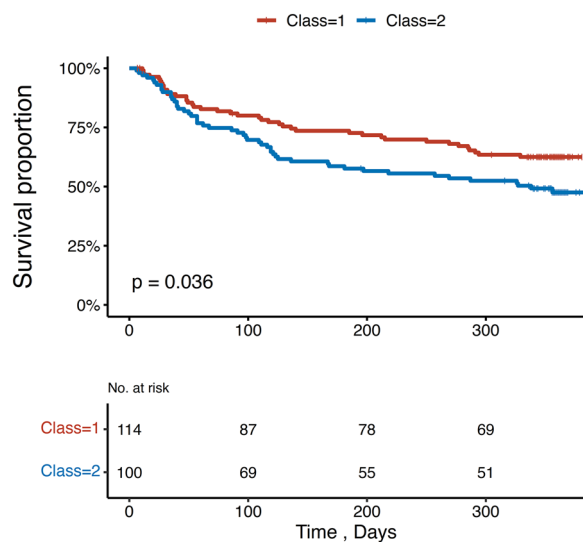 Class=1 Class=2
Survival proportion
100%
75%
50%
25%
0%
p = 0.036
0 100 200 300
No. at risk
Class=1 114 87 78 69
Class=2 100 69 55 51
0 100 200 300
Time , Days